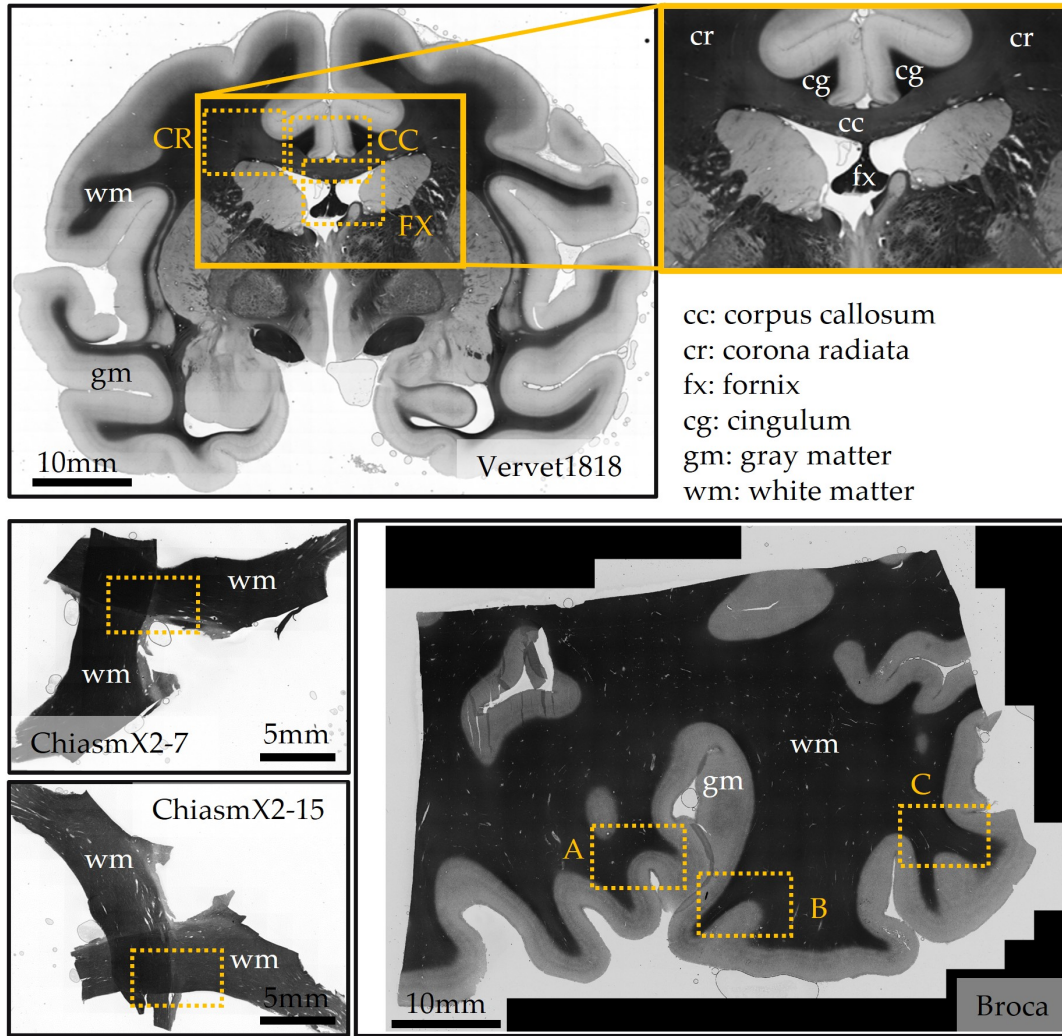 CR
CC
wm
FX
gm
10mm
Vervet1818
cr
cr
cg
cg
cc
fx
cc: corpus callosum
cr: corona radiata
fx: fornix
cg: cingulum
gm: gray matter
wm: white matter
wm
wm
ChiasmX2-7
5mm
ChiasmX2-15
wm
wm
5mm
wm
gm
C
A
B
10mm
Broca